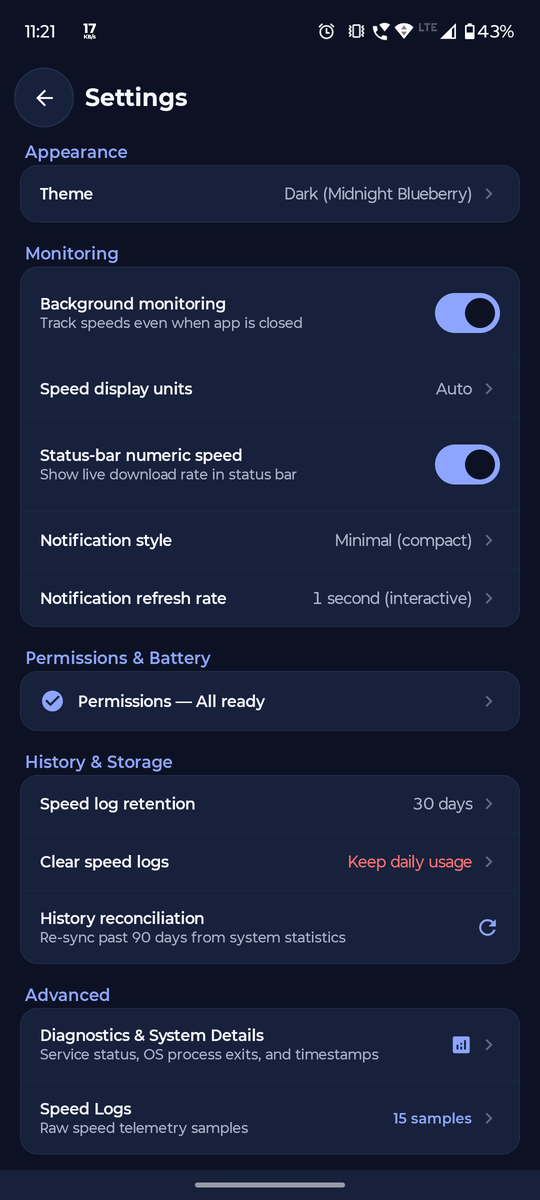 11:21
17
KB/s
LTE
43%
Settings
Appearance
Theme
Dark (Midnight Blueberry)
Monitoring
Background monitoring
Track speeds even when app is closed
Speed display units
Auto
Status-bar numeric speed
Show live download rate in status bar
Notification style
Minimal (compact)
Notification refresh rate
1 second (interactive)
Permissions & Battery
Permissions — All ready
History & Storage
Speed log retention
30 days
Clear speed logs
Keep daily usage
History reconciliation
Re-sync past 90 days from system statistics
Advanced
Diagnostics & System Details
Service status, OS process exits, and timestamps
Speed Logs
Raw speed telemetry samples
15 samples